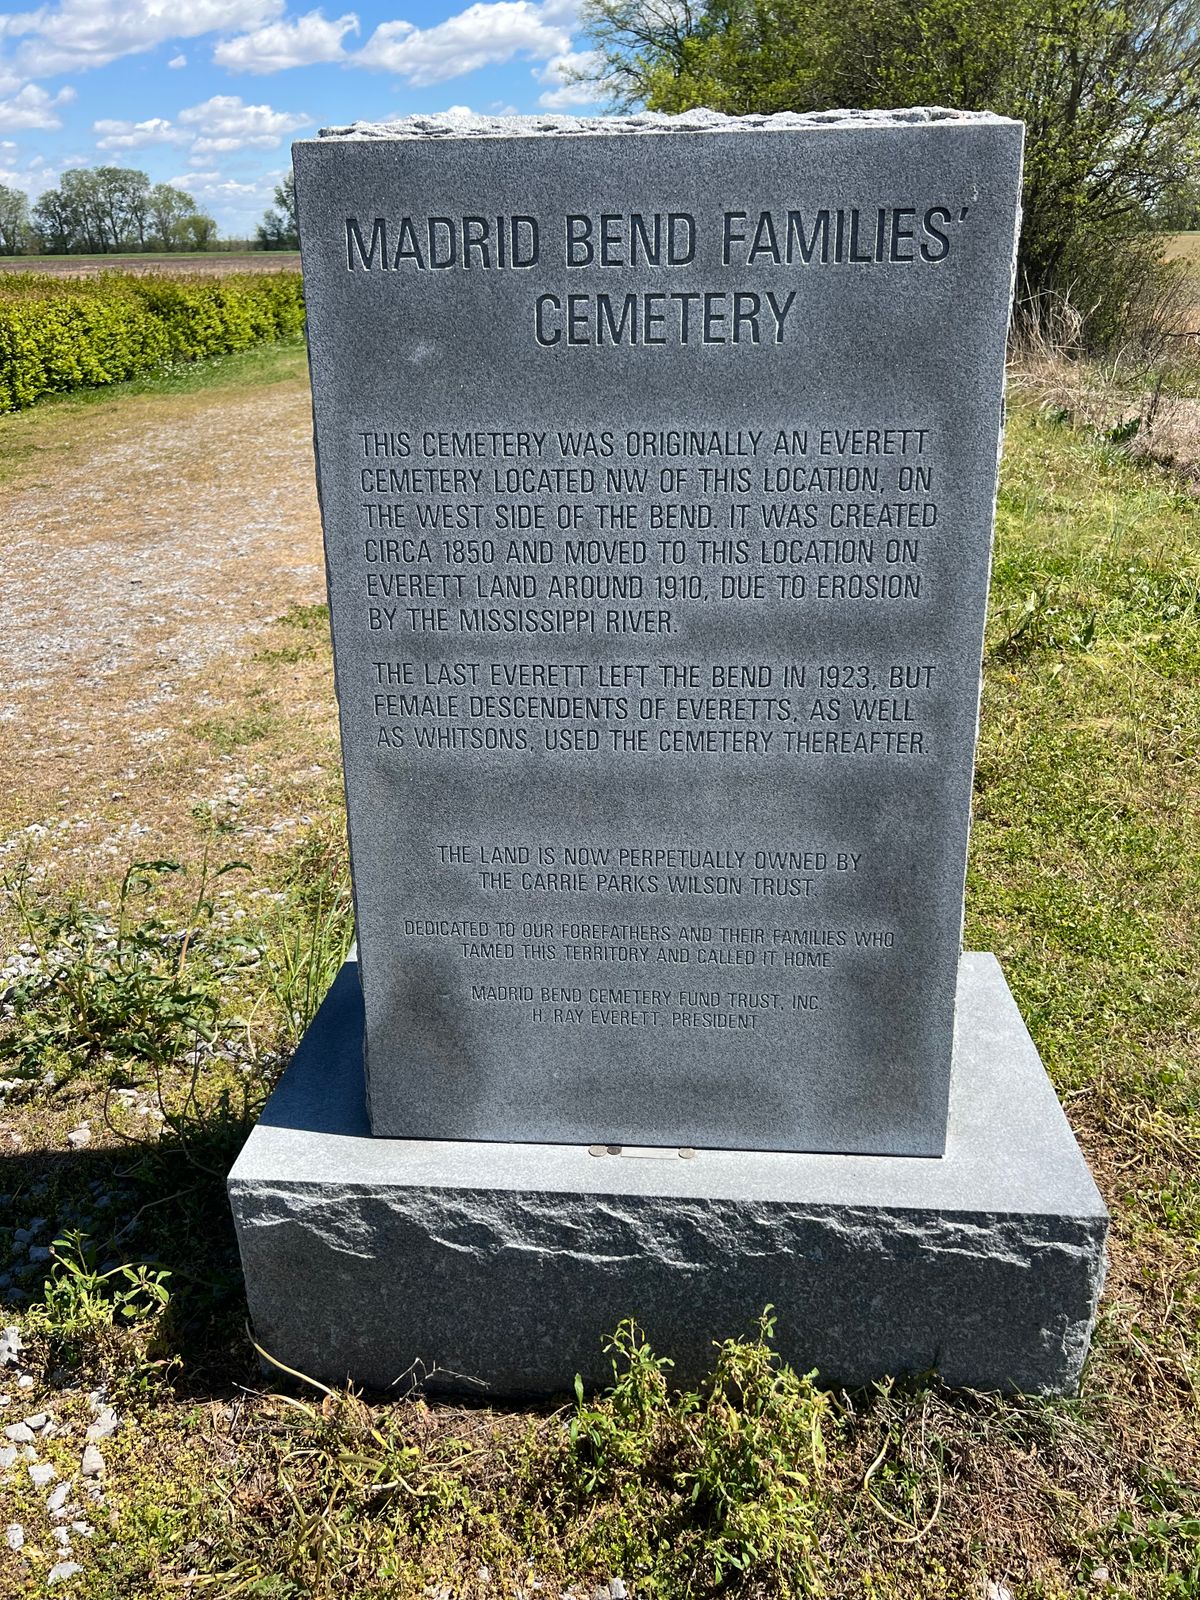 MADRID BEND FAMILIES'
CEMETERY
THIS CEMETERY WAS ORIGINALLY AN EVERETT
CEMETERY LOCATED NW OF THIS LOCATION, ON
THE WEST SIDE OF THE BEND. IT WAS CREATED
CIRCA 1850 AND MOVED TO THIS LOCATION ON
EVERETT LAND AROUND 1910, DUE TO EROSION
BY THE MISSISSIPPI RIVER.
THE LAST EVERETT LEFT THE BEND IN 1923, BUT
FEMALE DESCENDENTS OF EVERETTS, AS WELL
AS WHITSONS, USED THE CEMETERY THEREAFTER.
THE LAND IS NOW PERPETUALLY OWNED BY
THE CARRIE PARKS WILSON TRUST.
DEDICATED TO OUR FOREFATHERS AND THEIR FAMILIES WHO
TAMED THIS TERRITORY AND CALLED IT HOME.
MADRID BEND CEMETERY FUND TRUST, INC.
H. RAY EVERETT, PRESIDENT